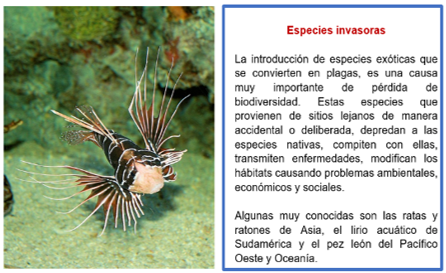 Especies invasoras
La introducción de especies exóticas que
se convierten en plagas, es una causa
muy importante de pérdida de
biodiversidad. Estas especies que
provienen de sitios lejanos de manera
accidental o deliberada, depredan a las
especies nativas, compiten con ellas,
transmiten enfermedades, modifican los
hábitats causando problemas ambientales,
económicos y sociales.
Algunas muy conocidas son las ratas y
ratones de Asia, el lirio acuático de
Sudamérica y el pez león del Pacífico
Oeste y Oceanía.